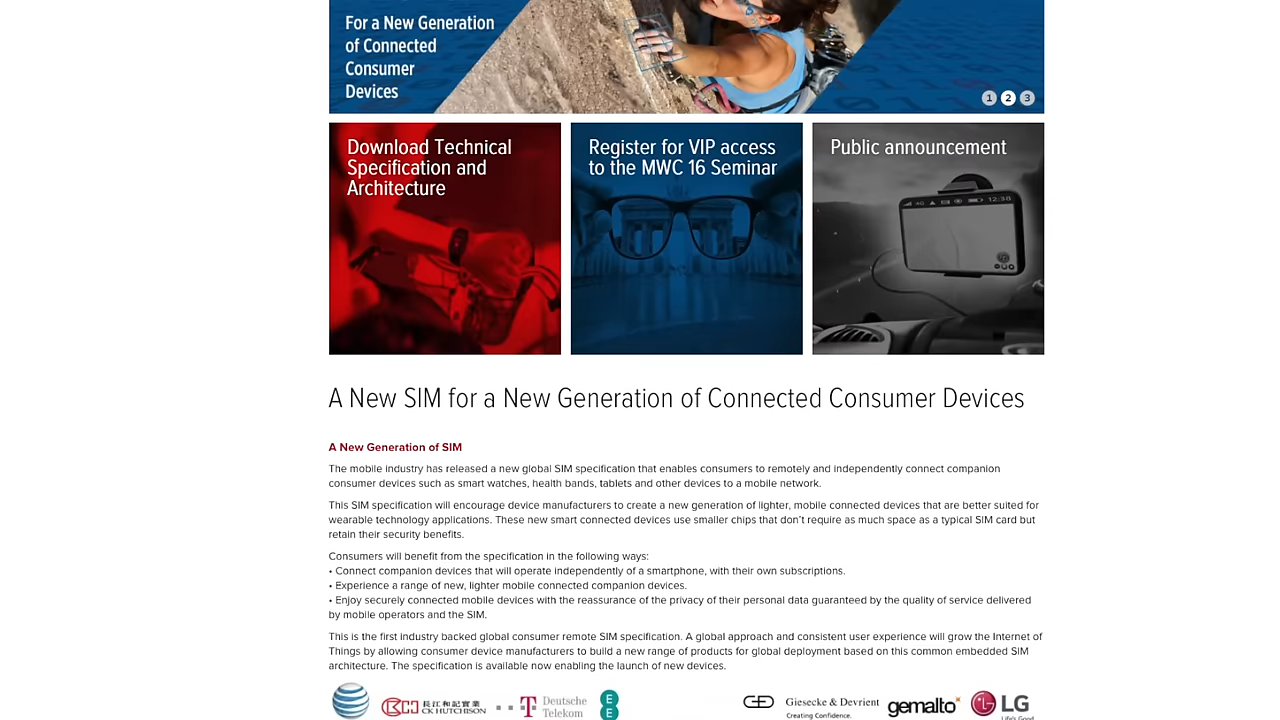 For a New Generation
of Connected
Consumer
Devices
1 2 3
Download Technical
Specification and
Architecture
Register for VIP access
to the MWC 16 Seminar
Public announcement
4G
12:38
A New SIM for a New Generation of Connected Consumer Devices
A New Generation of SIM
The mobile industry has released a new global SIM specification that enables consumers to remotely and independently connect companion
consumer devices such as smart watches, health bands, tablets and other devices to a mobile network.
This SIM specification will encourage device manufacturers to create a new generation of lighter, mobile connected devices that are better suited for
wearable technology applications. These new smart connected devices use smaller chips that don't require as much space as a typical SIM card but
retain their security benefits.
Consumers will benefit from the specification in the following ways:
• Connect companion devices that will operate independently of a smartphone, with their own subscriptions.
• Experience a range of new, lighter mobile connected companion devices.
• Enjoy securely connected mobile devices with the reassurance of the privacy of their personal data guaranteed by the quality of service delivered
by mobile operators and the SIM.
This is the first industry backed global consumer remote SIM specification. A global approach and consistent user experience will grow the Internet of
Things by allowing consumer device manufacturers to build a new range of products for global deployment based on this common embedded SIM
architecture. The specification is available now enabling the launch of new devices.
長江和記實業
CK HUTCHISON
T
Deutsche
Telekom
EE
Giesecke & Devrient
Creating Confidence.
gemalto
LG
Life's Good